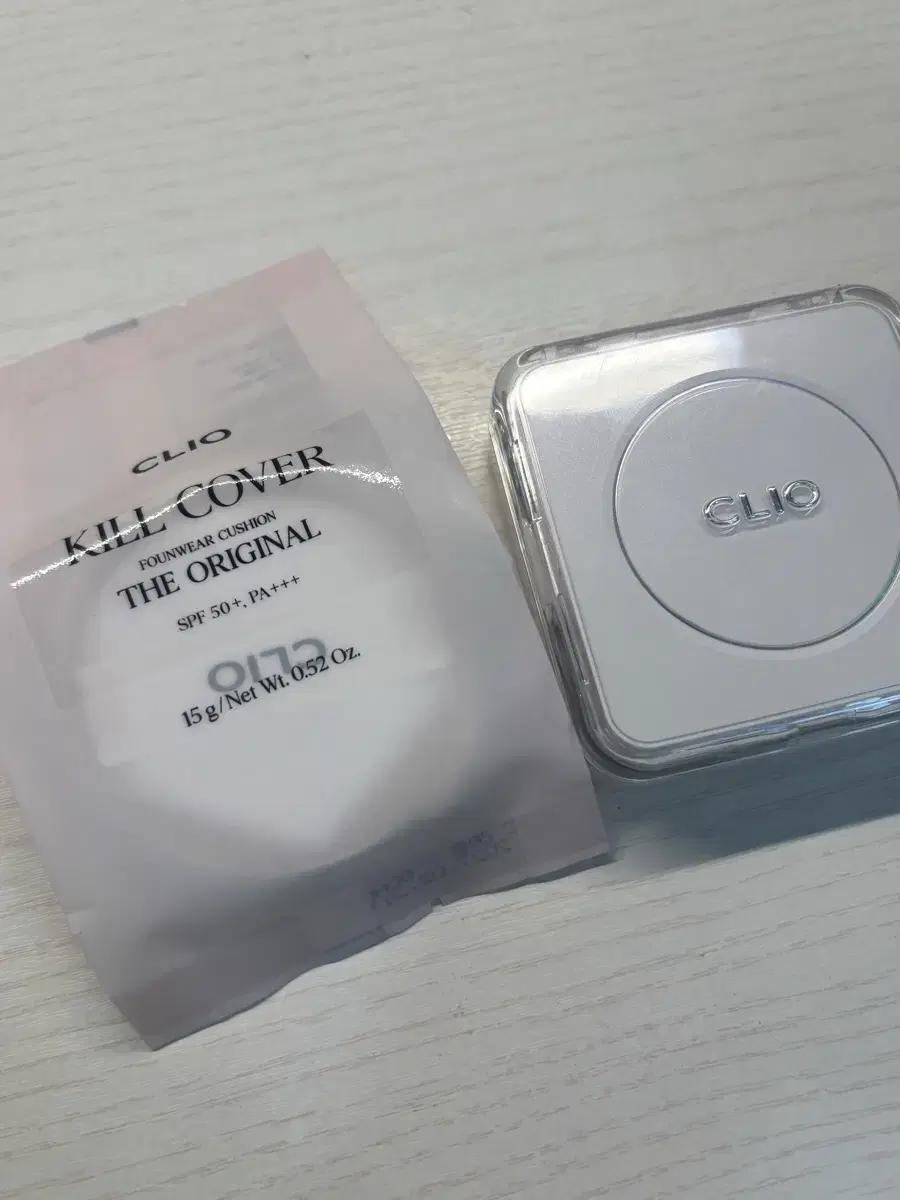 CLIO
KILL COVER
FOUNWEAR CUSHION
THE ORIGINAL
SPF 50+, PA+++
CLIO
15 g/Net Wt. 0.52 Oz.
CLIO